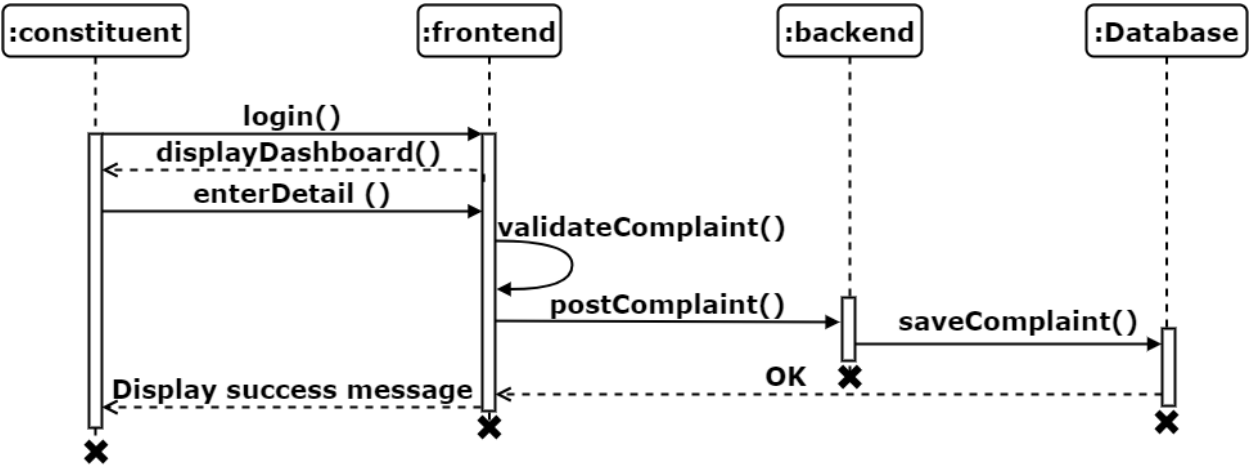 :constituent
:frontend
:backend
:Database
login()
displayDashboard()
enterDetail ()
validateComplaint()
postComplaint()
saveComplaint()
OK
Display success message